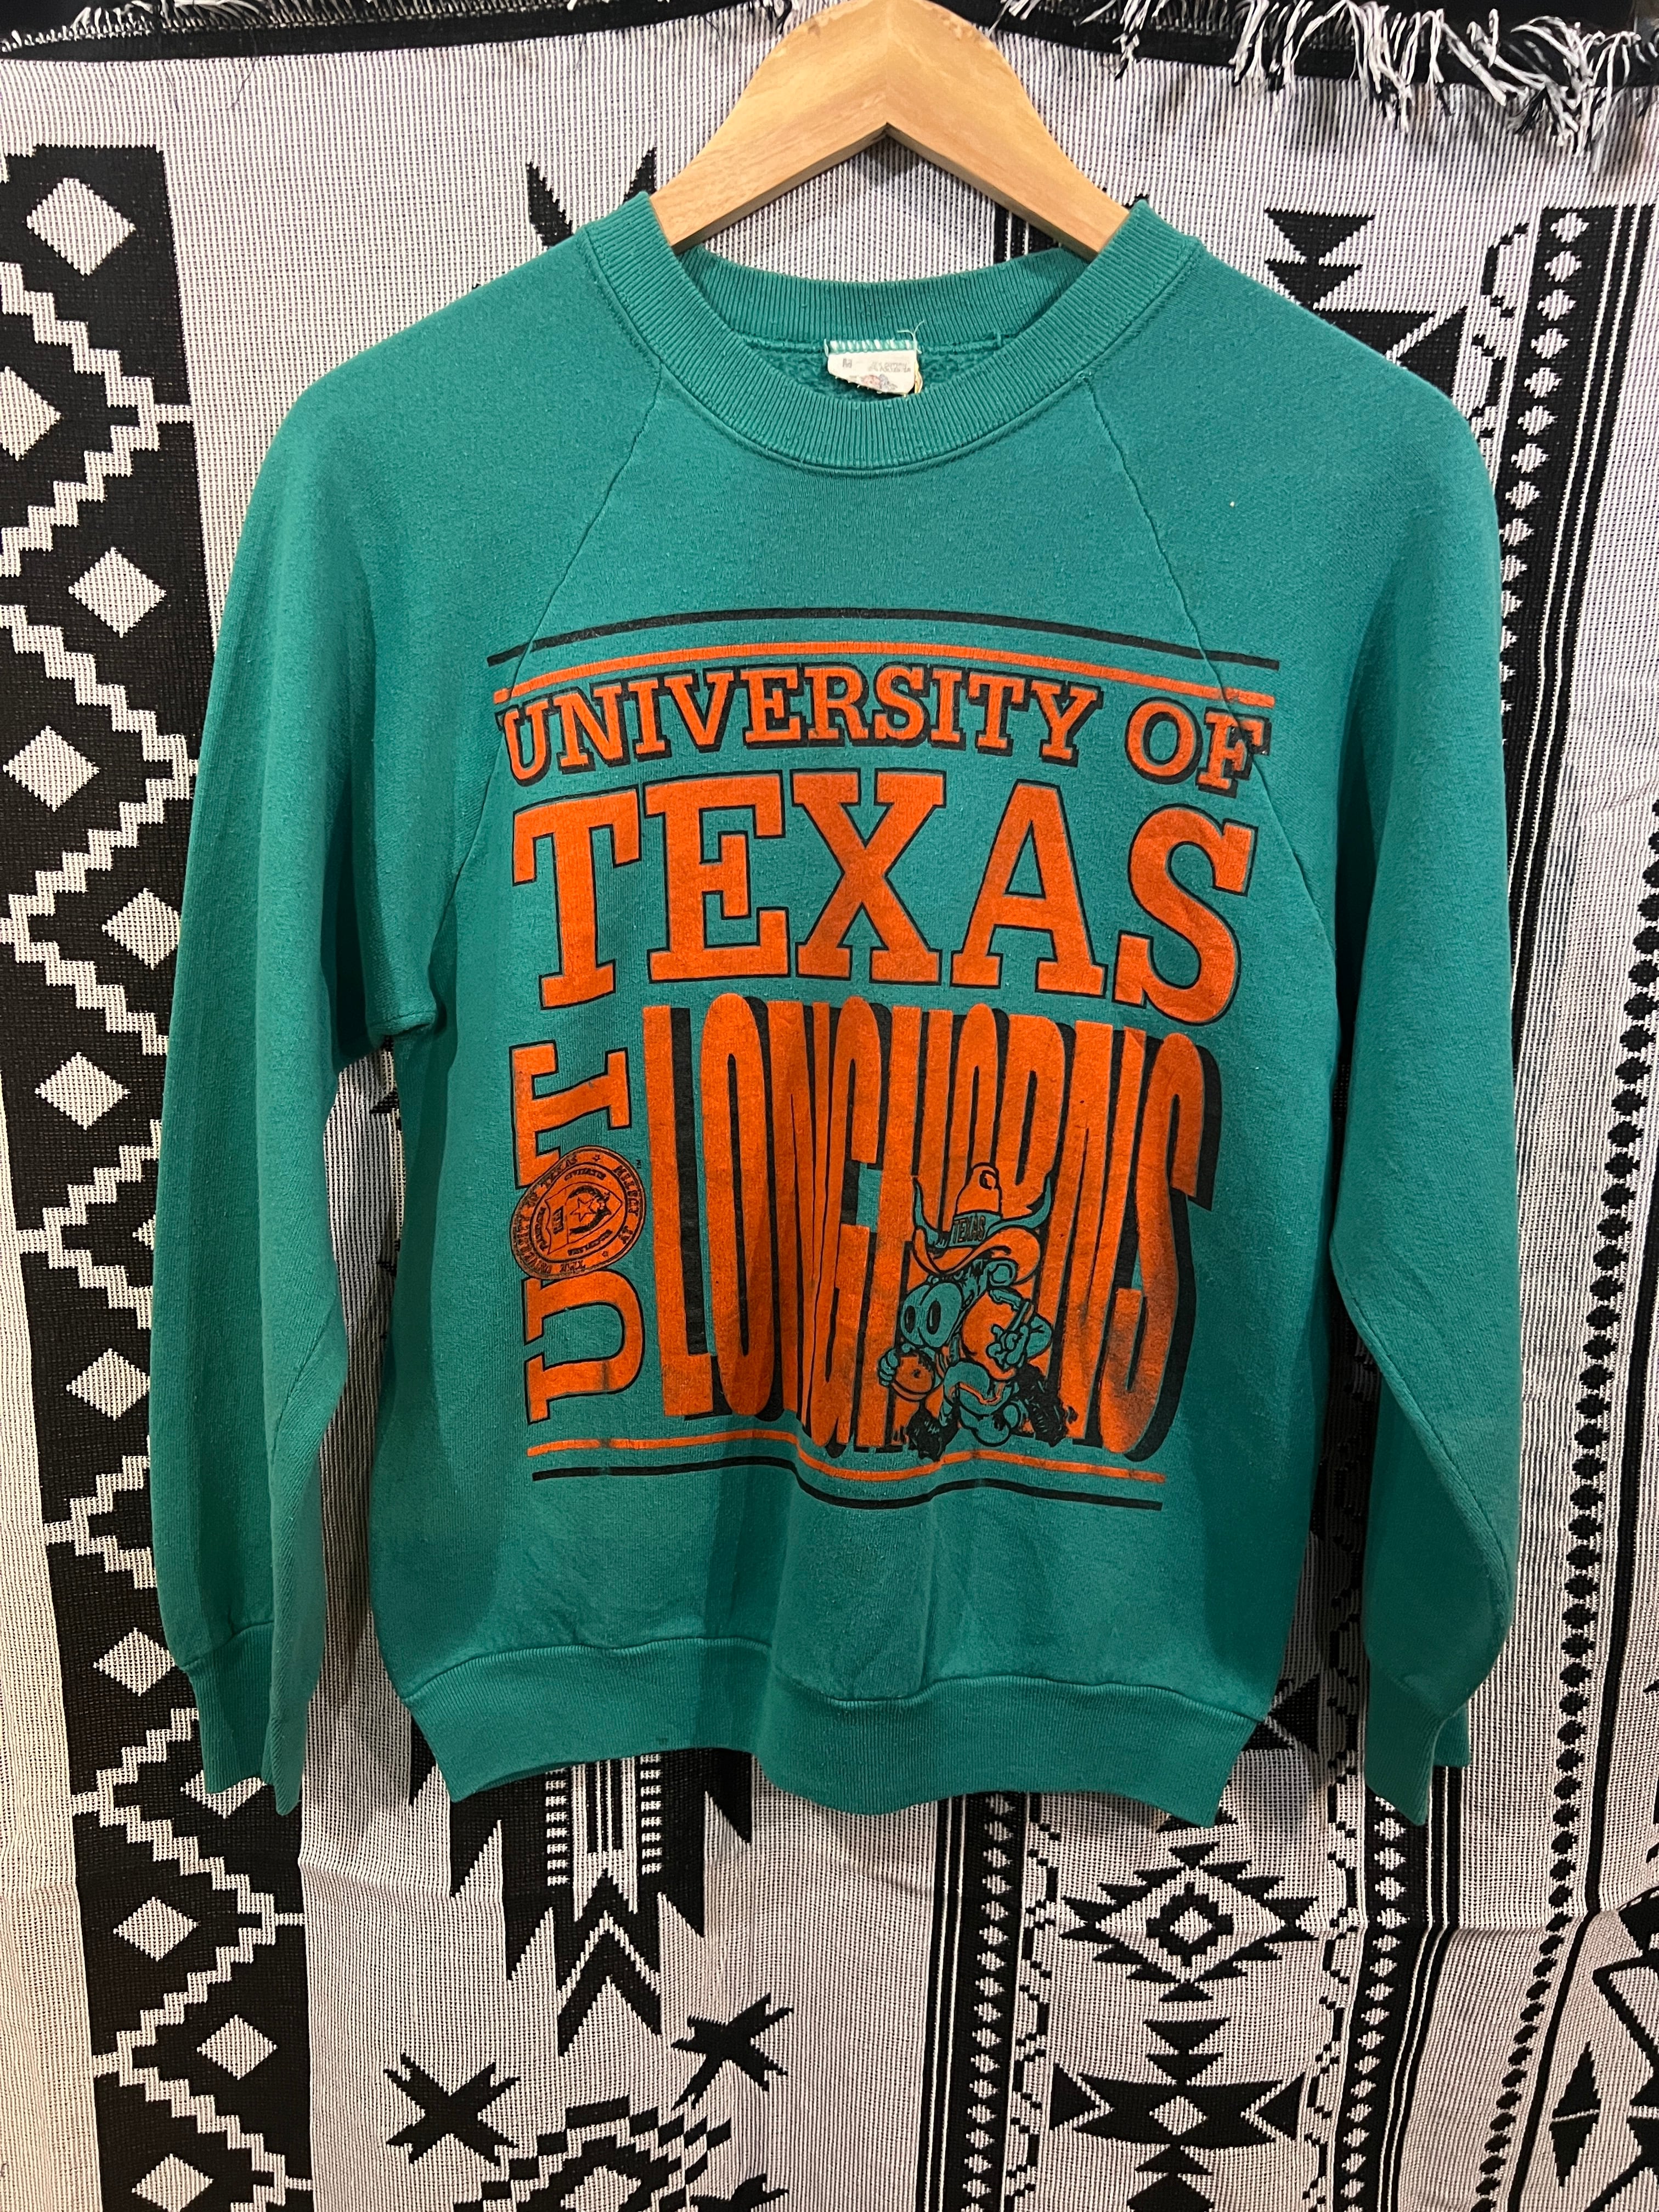 M
UNIVERSITY OF
TEXAS
UT
LONGHORNS
TEXAS